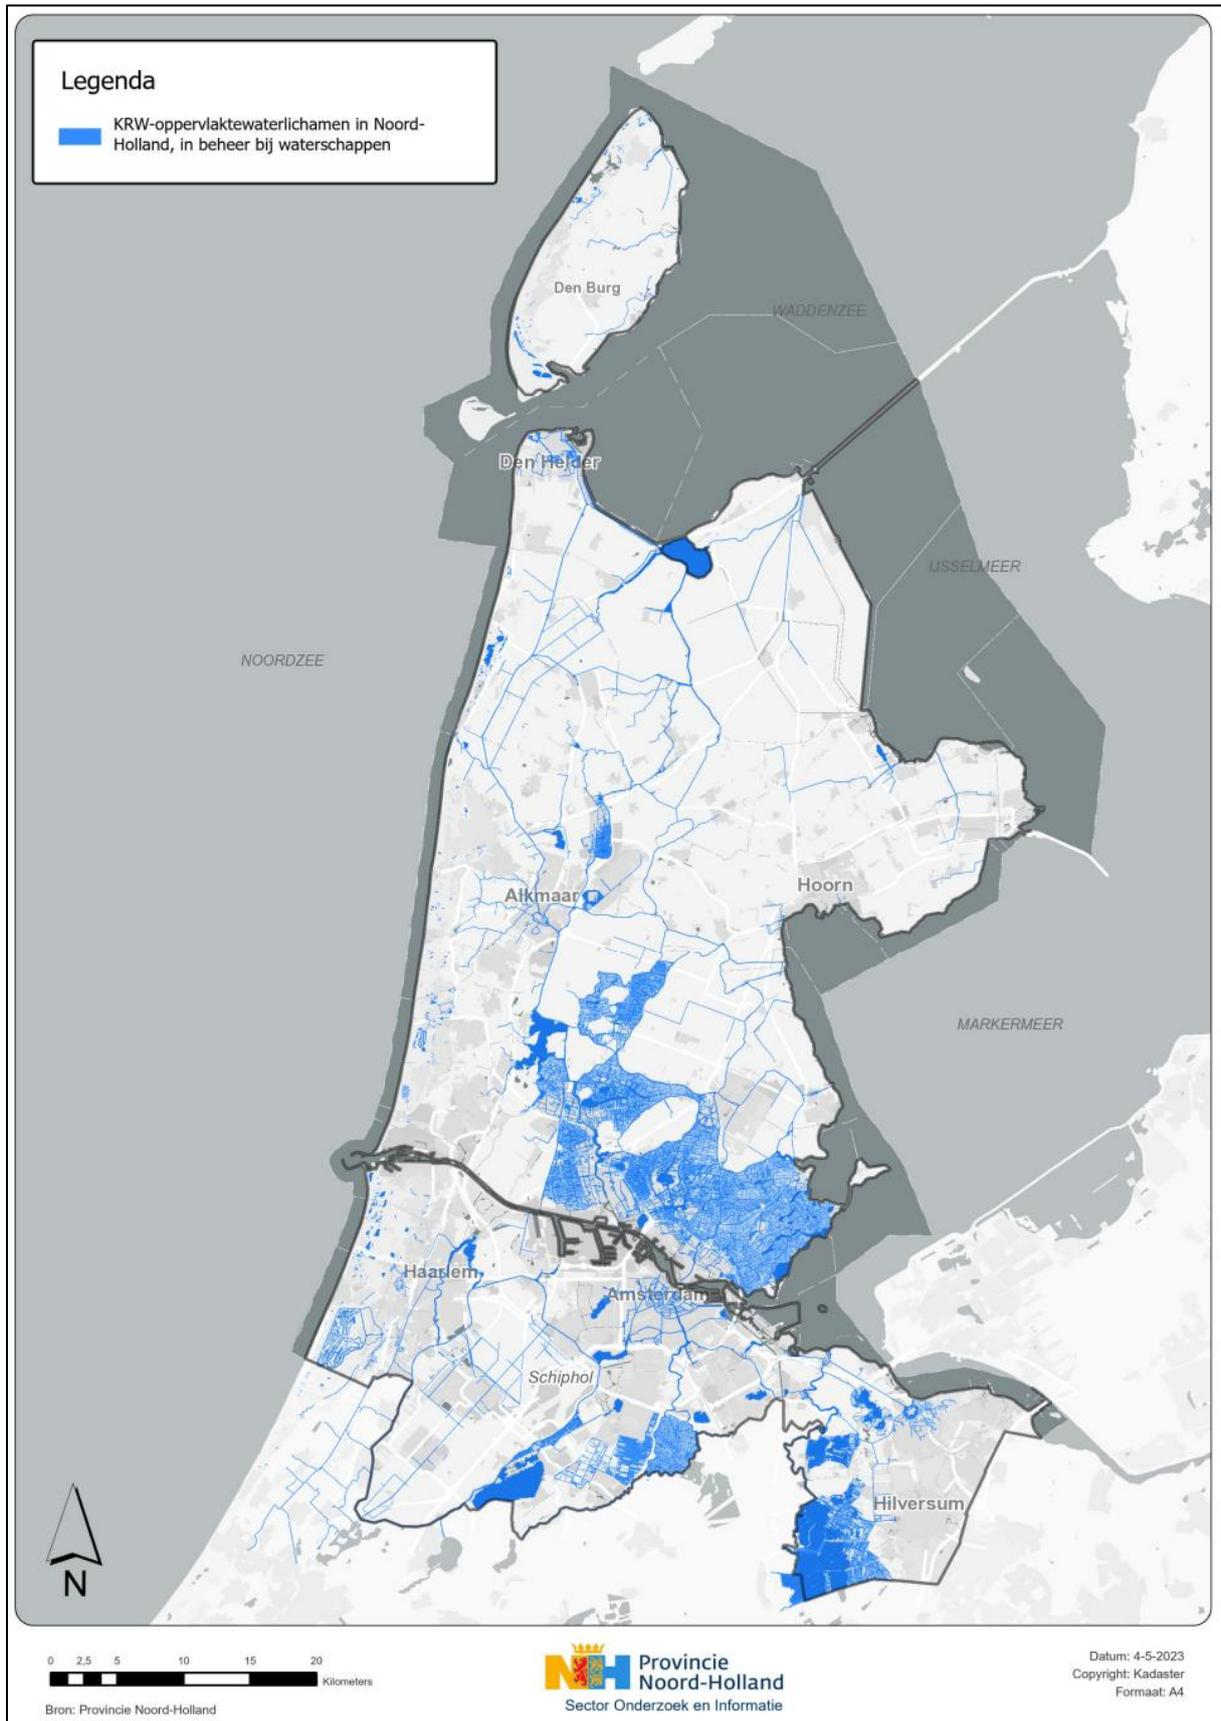 Legenda
KRW-oppervlaktewaterlichamen in Noord-
Holland, in beheer bij waterschappen
Den Burg
WADDENZEE
Den Helder
IJSSELMEER
NOORDZEE
Alkmaar
Hoorn
MARKERMEER
Haarlem
Amsterdam
Schiphol
Hilversum
N
0 2,5 5 10 15 20
Kilometers
Bron: Provincie Noord-Holland
NH
Provincie
Noord-Holland
Sector Onderzoek en Informatie
Datum: 4-5-2023
Copyright: Kadaster
Formaat: A4